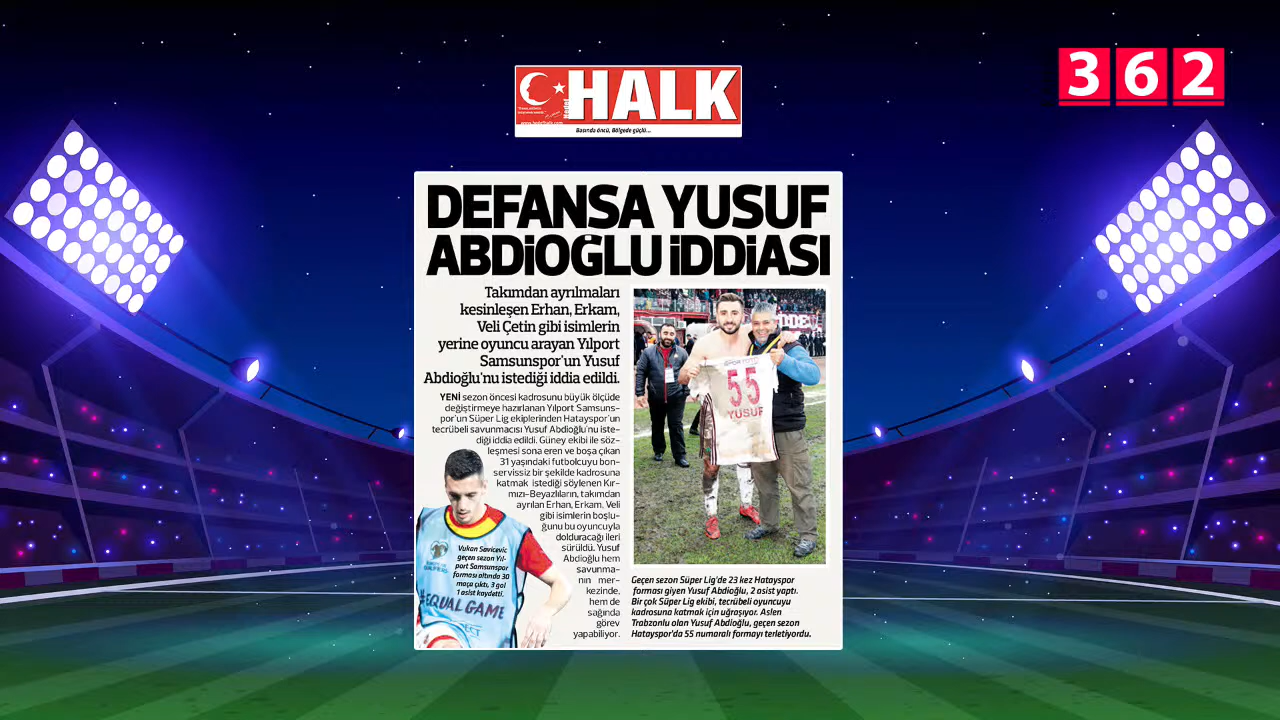 362
Hedef
HALK
www.hedefhalk.com
Basında öncü, Bölgede güçlü...
DEFANSA YUSUF
ABDİOĞLU İDDİASI
Takımdan ayrılmaları
kesinleşen Erhan, Erkam,
Veli Çetin gibi isimlerin
yerine oyuncu arayan Yılport
Samsunspor'un Yusuf
Abdioğlu'nu istediği iddia edildi.
YENİ sezon öncesi kadrosunu büyük ölçüde
değiştirmeye hazırlanan Yılport Samsuns-
por'un Süper Lig ekiplerinden Hatayspor'un
tecrübeli savunmacısı Yusuf Abdioğlu'nu iste-
diği iddia edildi. Güney ekibi ile söz-
leşmesi sona eren ve boşa çıkan
31 yaşındaki futbolcuyu bon-
servissiz bir şekilde kadrosuna
katmak istediği söylenen Kır-
mızı-Beyazlıların, takımdan
ayrılan Erhan, Erkam, Veli
gibi isimlerin boşlu-
ğunu bu oyuncuyla
dolduracağı ileri
sürüldü. Yusuf
Abdioğlu hem
savunma-
nın mer-
kezinde,
hem de
sağında
görev
yapabiliyor.
Vukan Savicevic
geçen sezon Yıl-
port Samsunspor
forması altında 30
maça çıktı, 3 gol
1 asist kaydetti.
#EQUAL GAME
55
YUSUF
Geçen sezon Süper Lig'de 23 kez Hatayspor
forması giyen Yusuf Abdioğlu, 2 asist yaptı.
Bir çok Süper Lig ekibi, tecrübeli oyuncuyu
kadrosuna katmak için uğraşıyor. Aslen
Trabzonlu olan Yusuf Abdioğlu, geçen sezon
Hatayspor'da 55 numaralı formayı terletiyordu.